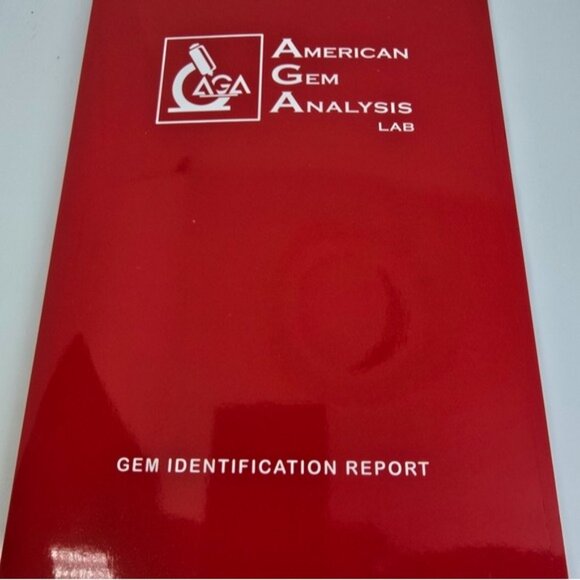 AGA
AMERICAN
GEM
ANALYSIS
LAB
GEM IDENTIFICATION REPORT